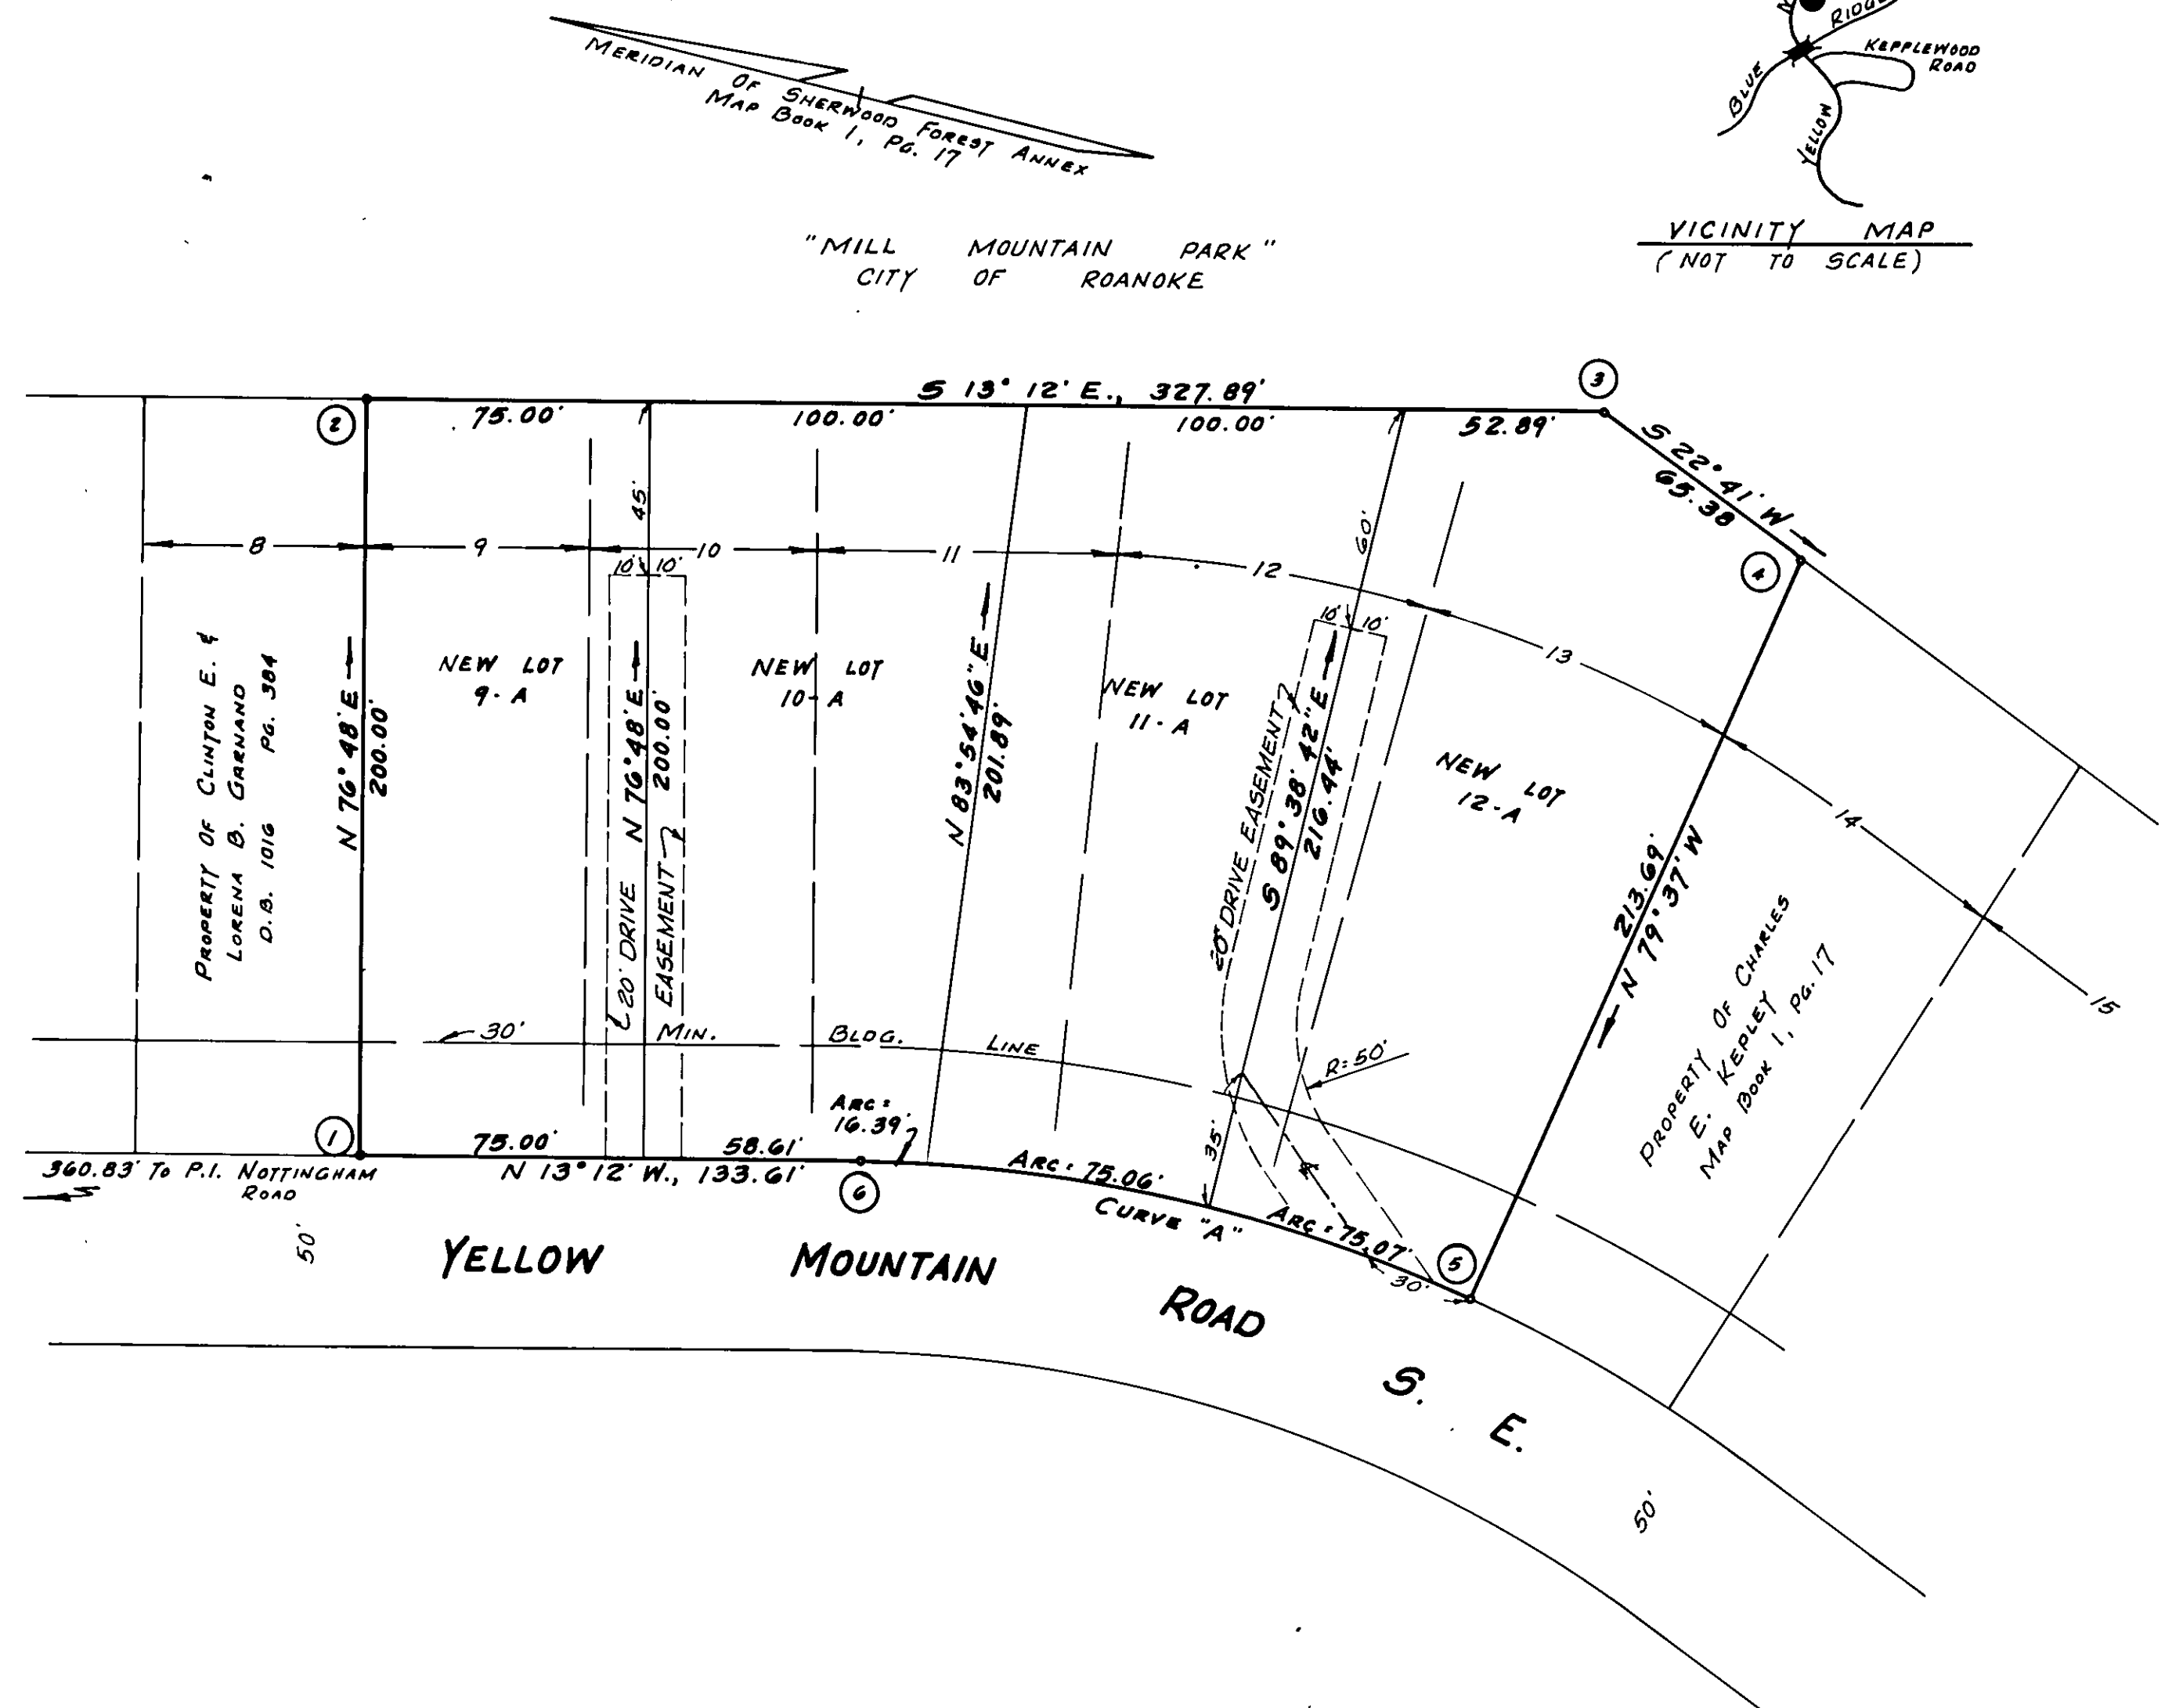 MERIDIAN OF SHERWOOD FOREST ANNEX
MAP BOOK 1, PG. 17
KEPPLEWOOD
ROAD
BLUE
YELLOW
VICINITY MAP
(NOT TO SCALE)
"MILL MOUNTAIN PARK"
CITY OF ROANOKE
S 13° 12' E., 327.89'
2
75.00'
100.00'
100.00'
52.89'
3
S 22° 41' W
65.38
4
45'
60'
8
9
10
11
12
13
14
15
10' 10'
10' 10'
PROPERTY OF CLINTON E. &
LORENA B. GARNAND
D.B. 1016 PG. 384
N 76° 48' E
200.00'
NEW LOT
9-A
20' DRIVE
EASEMENT
N 76° 48' E
200.00'
NEW LOT
10-A
N 83° 54' 46" E
201.89'
NEW LOT
11-A
20' DRIVE EASEMENT
S 89° 38' 42" E
216.44'
NEW LOT
12-A
213.69'
N 79° 37' W
PROPERTY OF CHARLES
E. KEPLEY
MAP BOOK 1, PG. 17
30' MIN. BLDG. LINE
R=50'
35'
1
75.00'
58.61'
ARC =
16.39'
ARC = 75.06'
ARC = 75.07'
CURVE "A"
30'
5
6
360.83' TO P.I. NOTTINGHAM
ROAD
N 13° 12' W., 133.61'
50'
YELLOW MOUNTAIN ROAD S. E.
50'